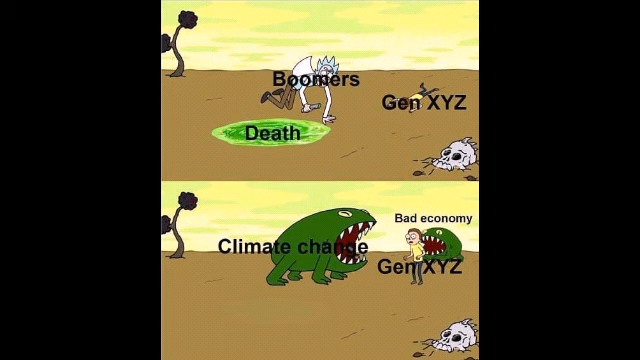 Boomers
Gen XYZ
Death
Bad economy
Climate change
Gen XYZ